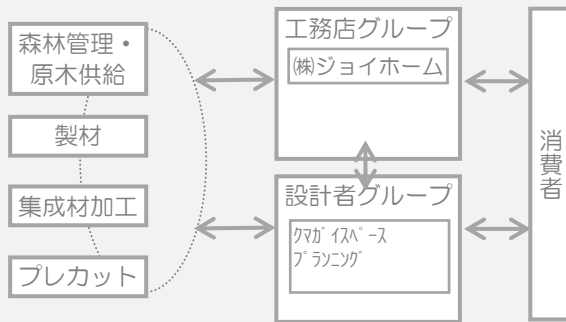 森林管理・
原木供給
製材
集成材加工
プレカット
工務店グループ
㈱ジョイホーム
設計者グループ
ｸﾏｶﾞｲｽﾍﾟｰｽ
ﾌﾟﾗﾝﾆﾝｸﾞ
消費者